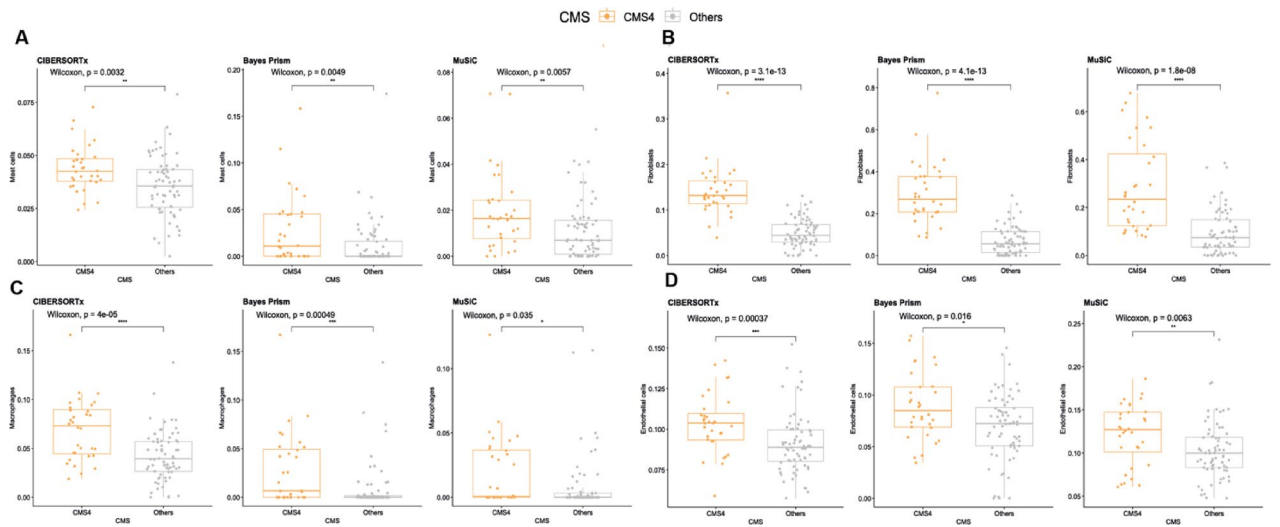 CMS CMS4 Others
A
CIBERSORTx
Wilcoxon, p = 0.0032
**
Mast cells
0.075
0.050
0.025
0.000
CMS4 Others
CMS
Bayes Prism
Wilcoxon, p = 0.0049
**
Mast cells
0.20
0.15
0.10
0.05
0.00
CMS4 Others
CMS
MuSiC
Wilcoxon, p = 0.0057
**
Mast cells
0.08
0.06
0.04
0.02
0.00
CMS4 Others
CMS
B
CIBERSORTx
Wilcoxon, p = 3.1e-13
****
Fibroblasts
0.4
0.3
0.2
0.1
0.0
CMS4 Others
CMS
Bayes Prism
Wilcoxon, p = 4.1e-13
****
Fibroblasts
0.8
0.6
0.4
0.2
0.0
CMS4 Others
CMS
MuSiC
Wilcoxon, p = 1.8e-08
****
Fibroblasts
0.6
0.4
0.2
0.0
CMS4 Others
CMS
C
CIBERSORTx
Wilcoxon, p = 4e-05
****
Macrophages
0.15
0.10
0.05
0.00
CMS4 Others
CMS
Bayes Prism
Wilcoxon, p = 0.00049
***
Macrophages
0.15
0.10
0.05
0.00
CMS4 Others
CMS
MuSiC
Wilcoxon, p = 0.035
*
Macrophages
0.10
0.05
0.00
CMS4 Others
CMS
D
CIBERSORTx
Wilcoxon, p = 0.00037
***
Endothelial cells
0.150
0.125
0.100
0.075
CMS4 Others
CMS
Bayes Prism
Wilcoxon, p = 0.016
*
Endothelial cells
0.15
0.10
0.05
0.00
CMS4 Others
CMS
MuSiC
Wilcoxon, p = 0.0063
**
Endothelial cells
0.25
0.20
0.15
0.10
0.05
CMS4 Others
CMS